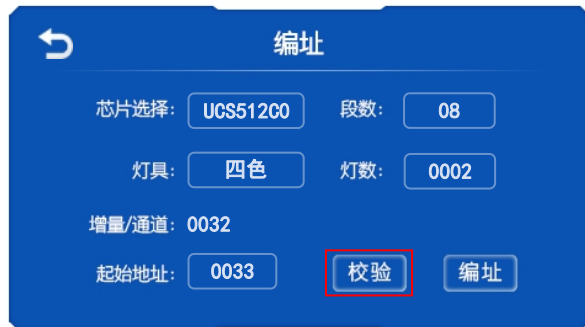 编址
芯片选择: UCS512C0 段数: 08
灯具: 四色 灯数: 0002
增量/通道: 0032
起始地址: 0033 校验 编址